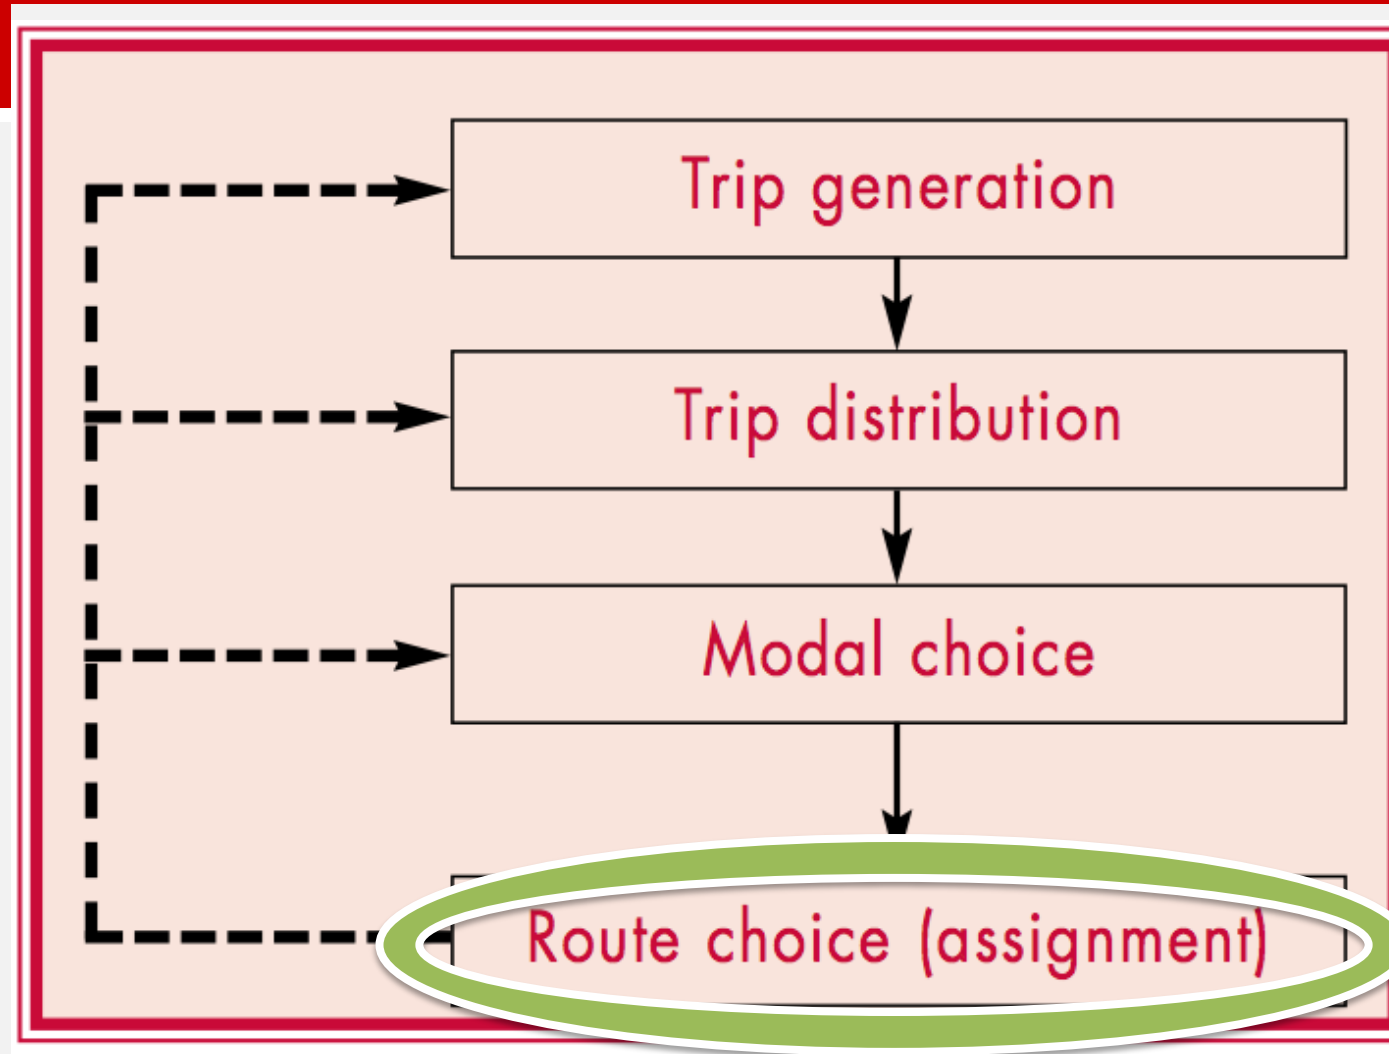 Trip generation
Trip distribution
Modal choice
Route choice (assignment)